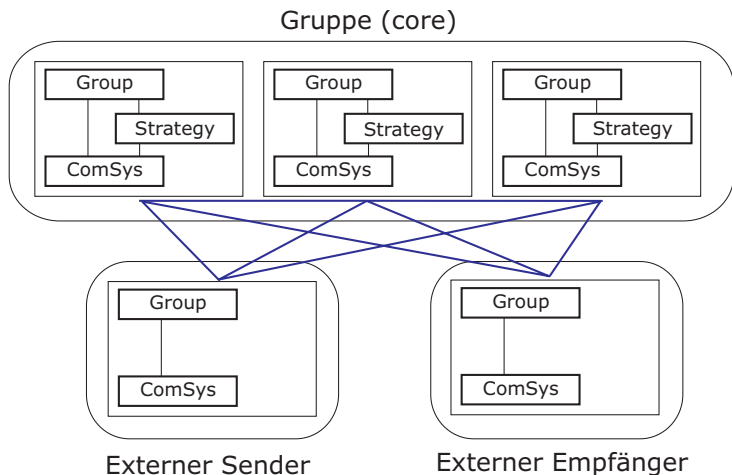 Gruppe (core)
Group
Strategy
ComSys
Group
Strategy
ComSys
Group
Strategy
ComSys
Group
ComSys
Externer Sender
Group
ComSys
Externer Empfänger